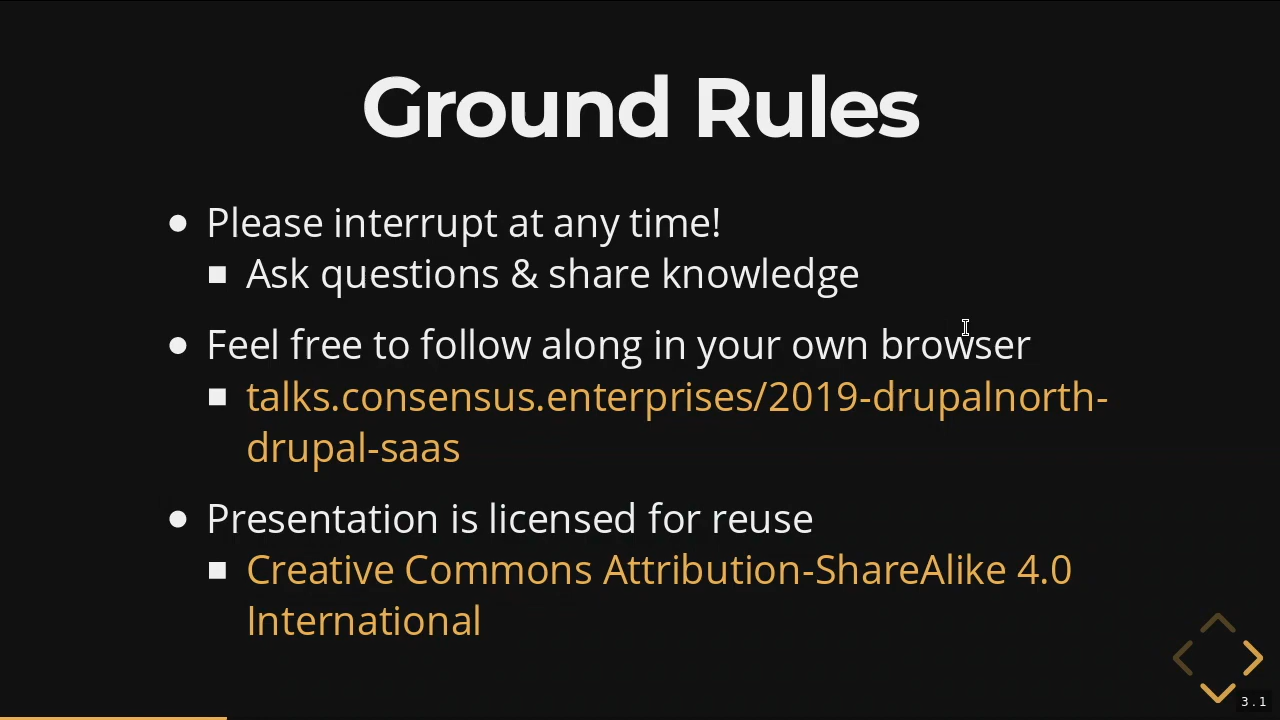 Ground Rules
Please interrupt at any time!
Ask questions & share knowledge
Feel free to follow along in your own browser
talks.consensus.enterprises/2019-drupalnorth-
drupal-saas
Presentation is licensed for reuse
Creative Commons Attribution-ShareAlike 4.0
International
3.1